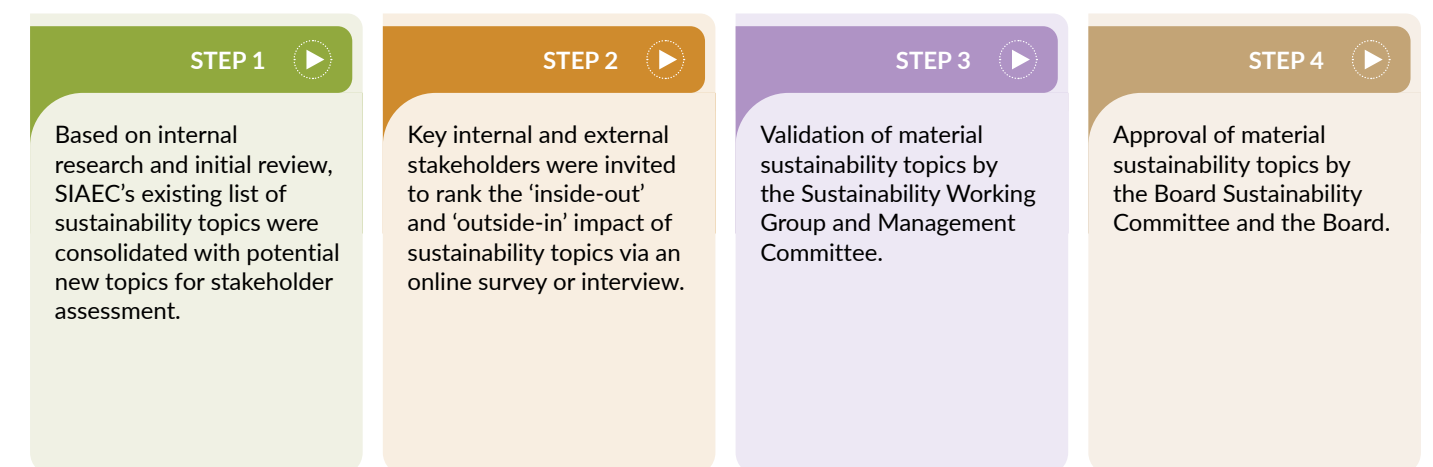 STEP 1
Based on internal
research and initial review,
SIAEC’s existing list of
sustainability topics were
consolidated with potential
new topics for stakeholder
assessment.
STEP 2
Key internal and external
stakeholders were invited
to rank the ‘inside-out’
and ‘outside-in’ impact of
sustainability topics via an
online survey or interview.
STEP 3
Validation of material
sustainability topics by
the Sustainability Working
Group and Management
Committee.
STEP 4
Approval of material
sustainability topics by
the Board Sustainability
Committee and the Board.